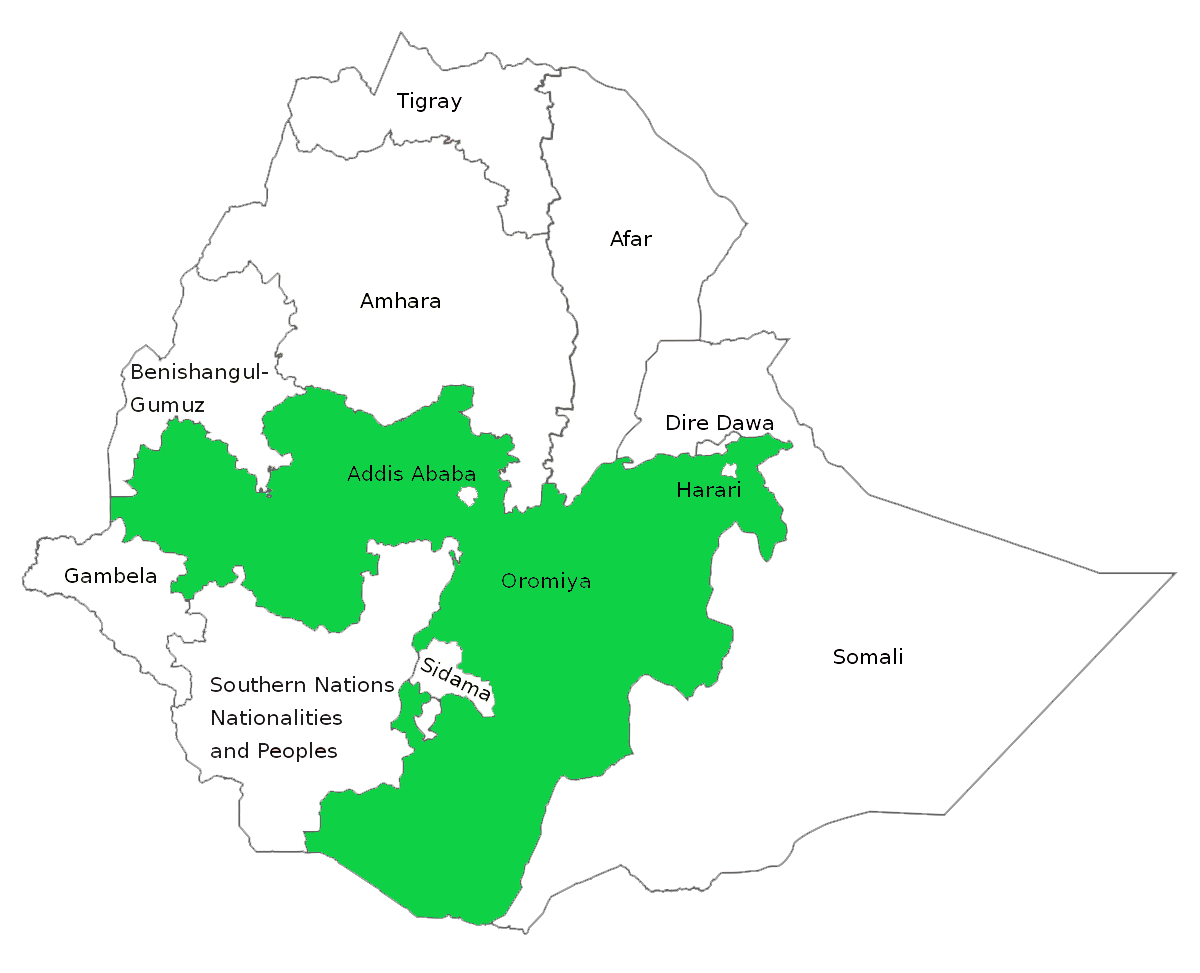 Tigray
Afar
Amhara
Benishangul-
Gumuz
Dire Dawa
Addis Ababa
Harari
Gambela
Oromiya
Somali
Sidama
Southern Nations
Nationalities
and Peoples